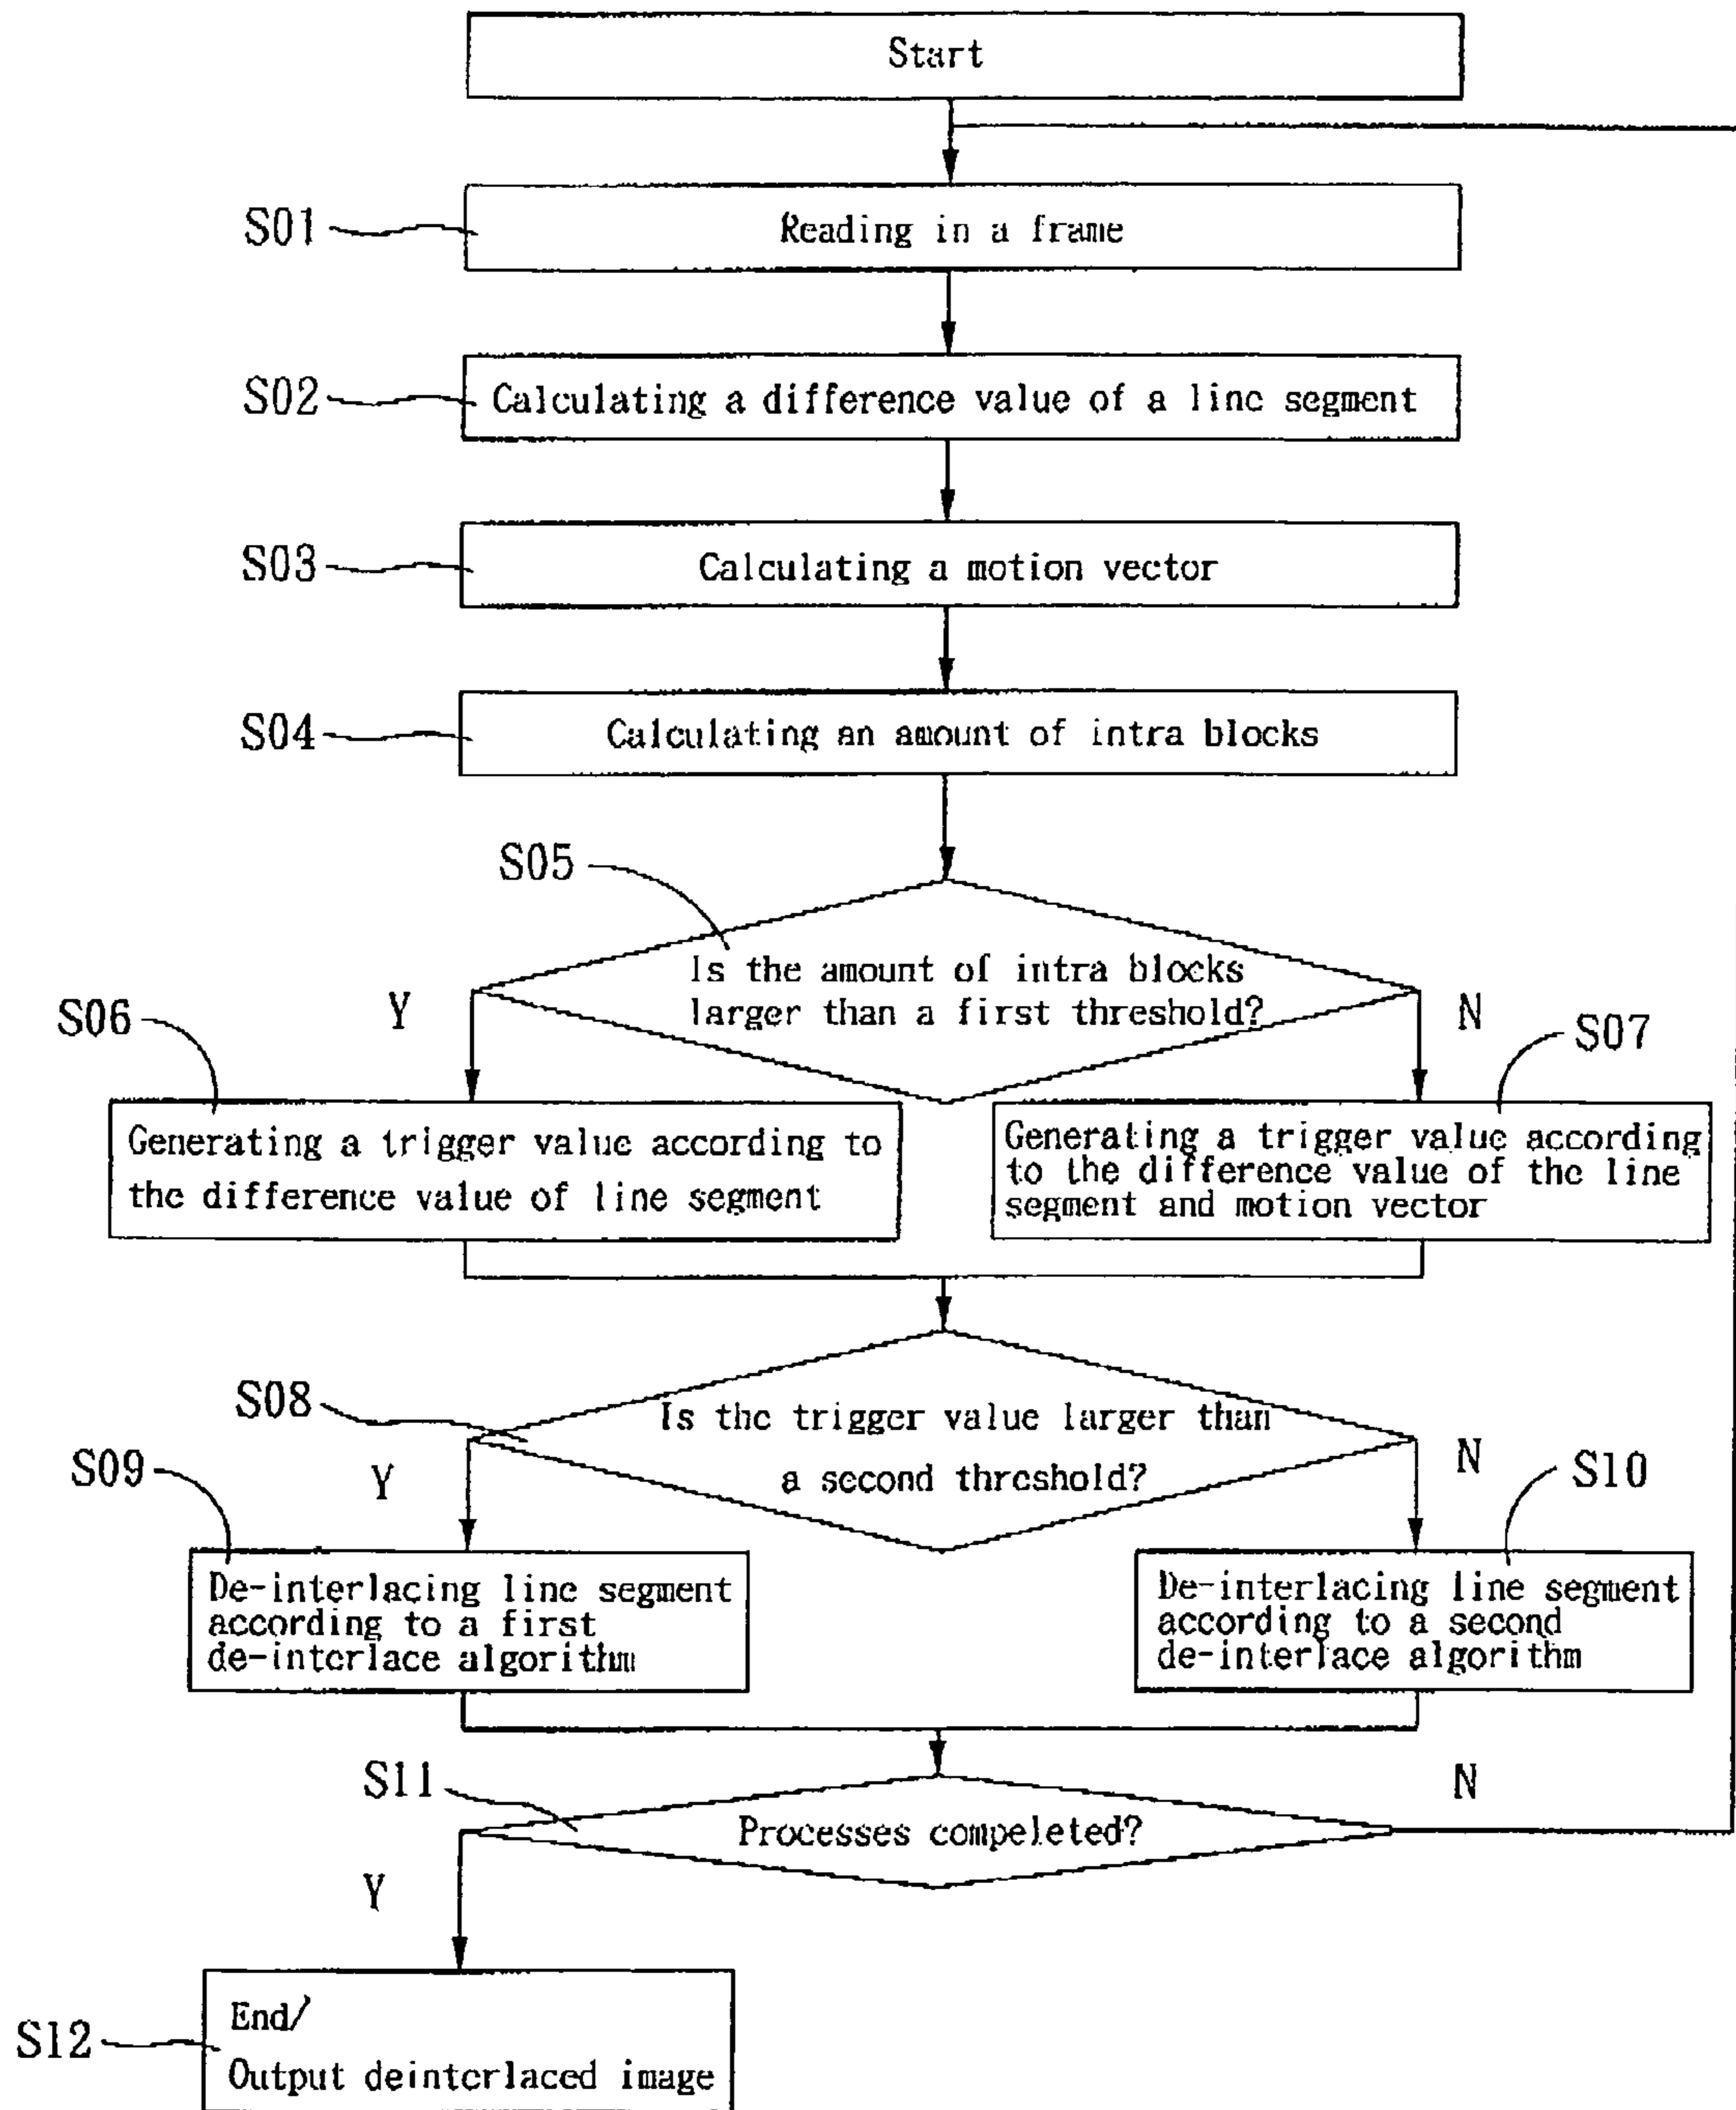 Start
S01
Reading in a frame
S02
Calculating a difference value of a line segment
S03
Calculating a motion vector
S04
Calculating an amount of intra blocks
S05
Is the amount of intra blocks
larger than a first threshold?
Y
N
S06
S07
Generating a trigger value according to
the difference value of line segment
Generating a trigger value according
to the difference value of the line
segment and motion vector
S08
Is the trigger value larger than
a second threshold?
Y
N
S09
S10
De-interlacing line segment
according to a first
de-interlace algorithm
De-interlacing line segment
according to a second
de-interlace algorithm
S11
Processes compeleted?
N
Y
S12
End/
Output deinterlaced image